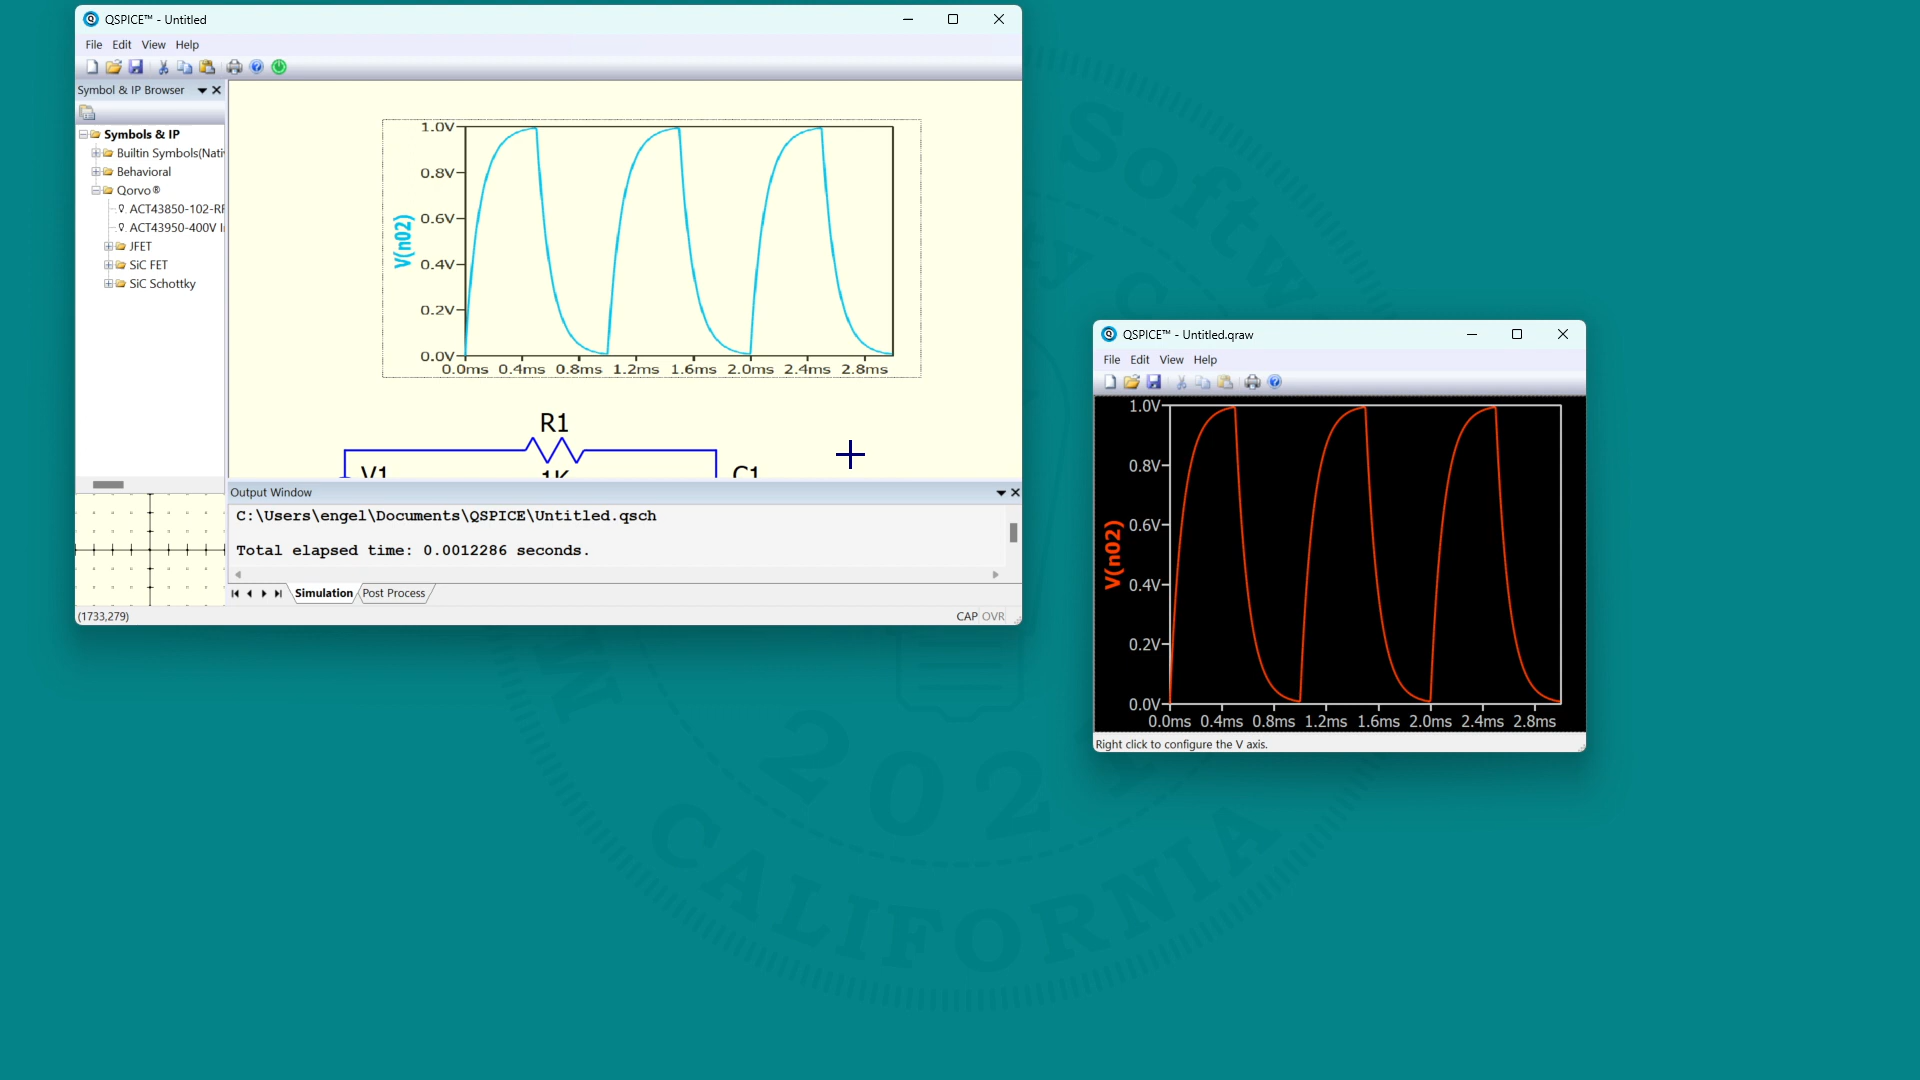 QSPICE™ - Untitled
File Edit View Help
Symbol & IP Browser
Symbols & IP
Builtin Symbols(Nati
Behavioral
Qorvo®
ACT43850-102-RE
ACT43950-400V I
JFET
SiC FET
SiC Schottky
1.0V
0.8V
0.6V
0.4V
0.2V
0.0V
V(n02)
0.0ms 0.4ms 0.8ms 1.2ms 1.6ms 2.0ms 2.4ms 2.8ms
R1
V1
1K
C1
Output Window
C:\Users\engel\Documents\QSPICE\Untitled.qsch
Total elapsed time: 0.0012286 seconds.
Simulation Post Process
(1733,279)
CAP OVR
QSPICE™ - Untitled.qraw
File Edit View Help
1.0V
0.8V
0.6V
0.4V
0.2V
0.0V
V(n02)
0.0ms 0.4ms 0.8ms 1.2ms 1.6ms 2.0ms 2.4ms 2.8ms
Right click to configure the V axis.
Softw
202
CALIFORNIA